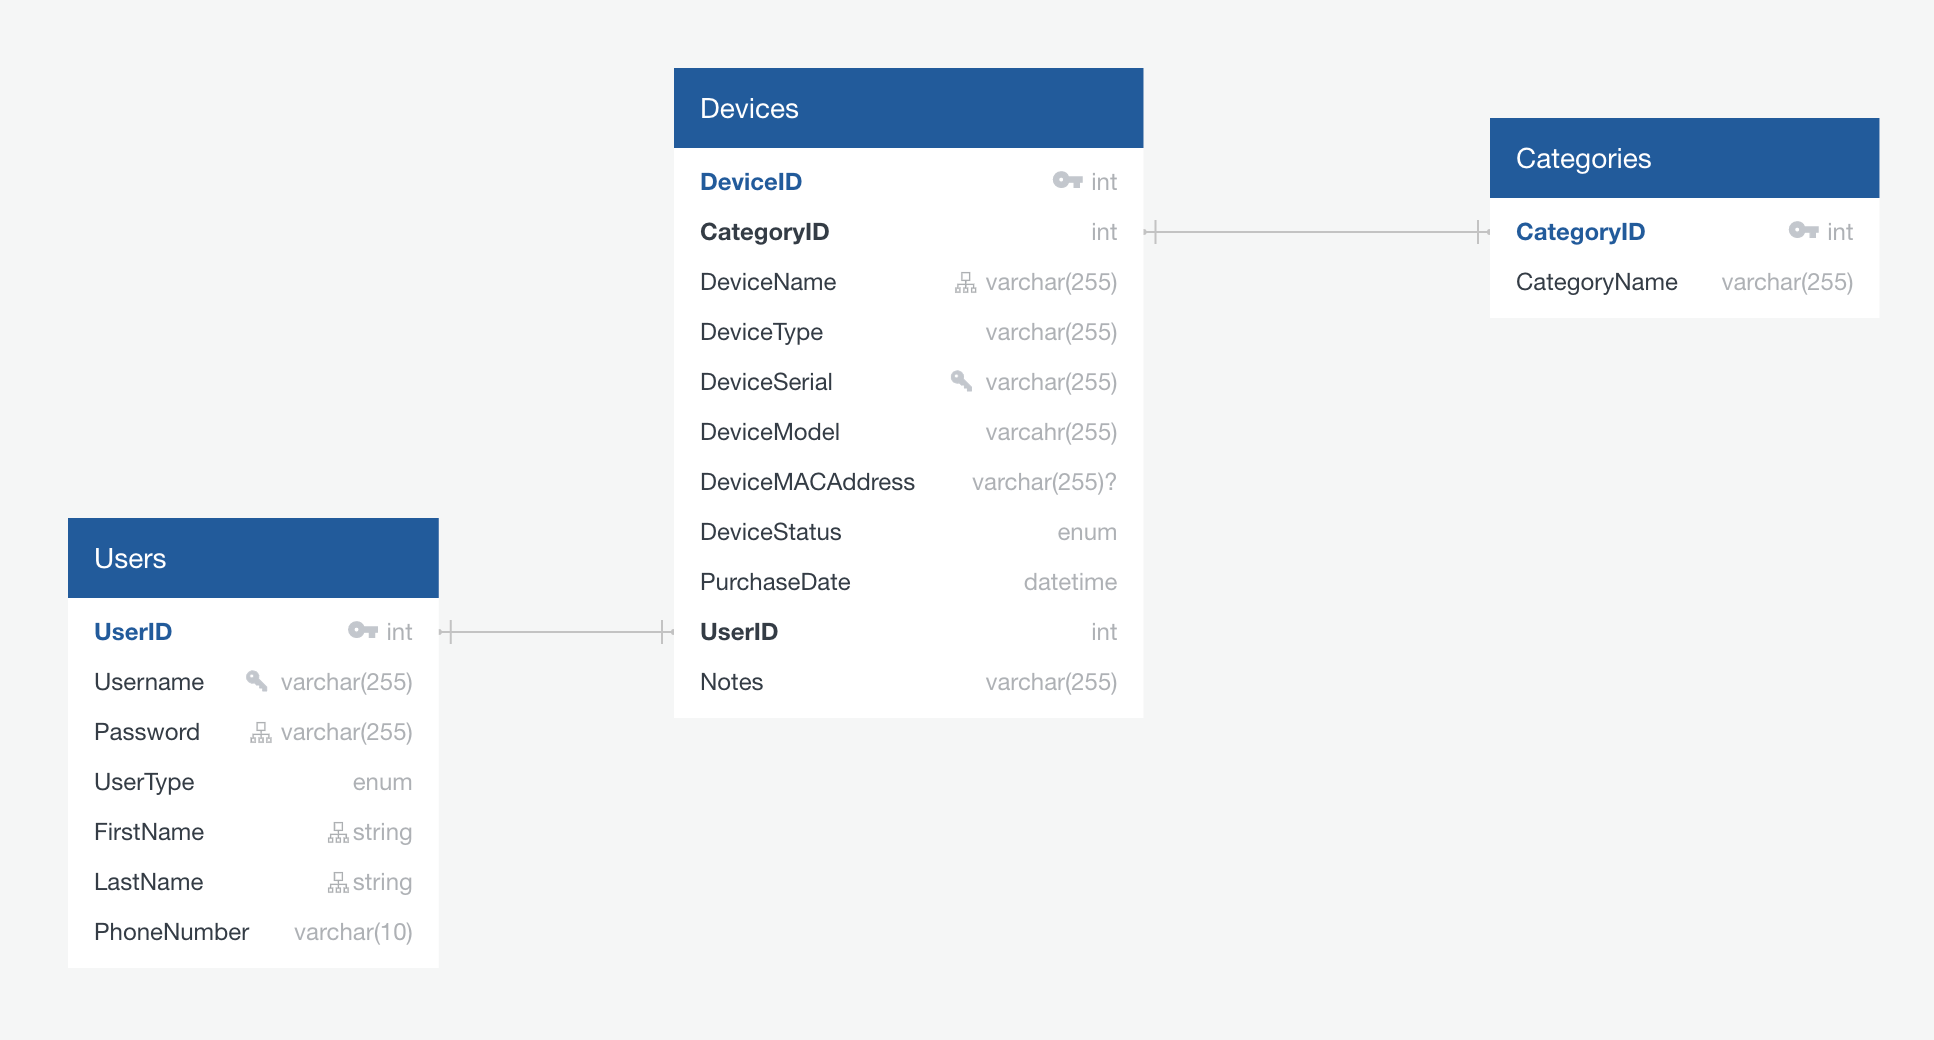 Devices
DeviceID int
CategoryID int
DeviceName varchar(255)
DeviceType varchar(255)
DeviceSerial varchar(255)
DeviceModel varcahr(255)
DeviceMACAddress varchar(255)?
DeviceStatus enum
PurchaseDate datetime
UserID int
Notes varchar(255)
Categories
CategoryID int
CategoryName varchar(255)
Users
UserID int
Username varchar(255)
Password varchar(255)
UserType enum
FirstName string
LastName string
PhoneNumber varchar(10)